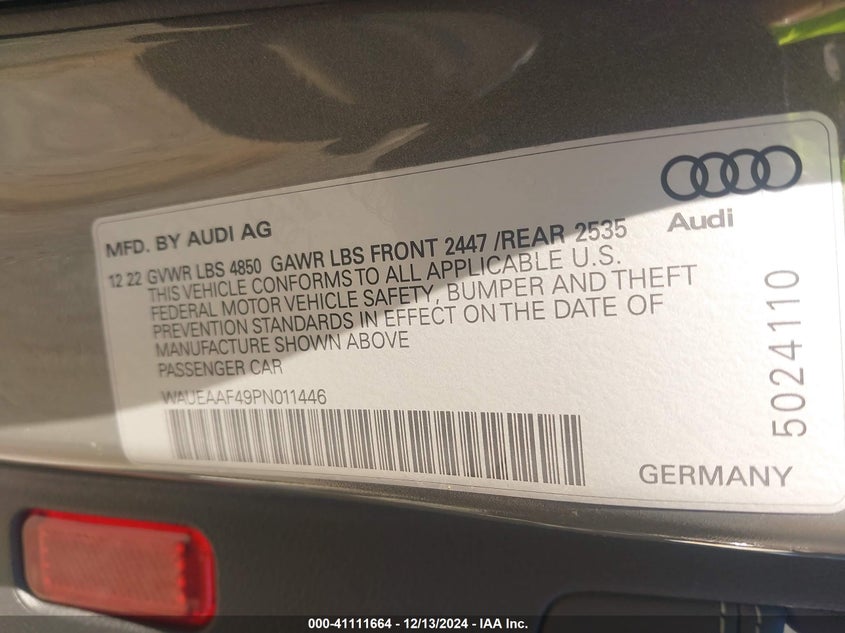 Audi
MFD. BY AUDI AG
12 22 GVWR LBS 4850 GAWR LBS FRONT 2447 /REAR 2535
THIS VEHICLE CONFORMS TO ALL APPLICABLE U.S.
FEDERAL MOTOR VEHICLE SAFETY, BUMPER AND THEFT
PREVENTION STANDARDS IN EFFECT ON THE DATE OF
MANUFACTURE SHOWN ABOVE
PASSENGER CAR
WAUEAAF49PN011446
5024110
GERMANY
000-41111664 - 12/13/2024 - IAA Inc.